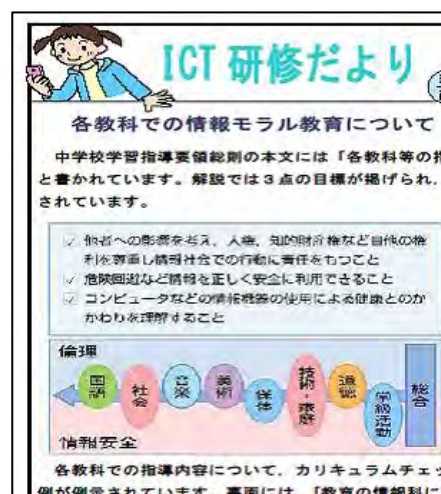 ICT 研修だより
各教科での情報モラル教育について
中学校学習指導要領総則の本文には「各教科等の指
と書かれています。解説では3点の目標が掲げられ,
されています。
他者への影響を考え、人権、知的財産権など自他の権
利を尊重し情報社会での行動に責任をもつこと
危険回避など情報を正しく安全に利用できること
コンピュータなどの情報機器の使用による健康とのか
かわりを理解すること
倫理
国語 社会 音楽 美術 保体 技術・家庭 道徳 学級活動 総合
情報安全
各教科での指導内容について, カリキュラムチェッ
例が例示されています。裏面には,「教育の情報科に